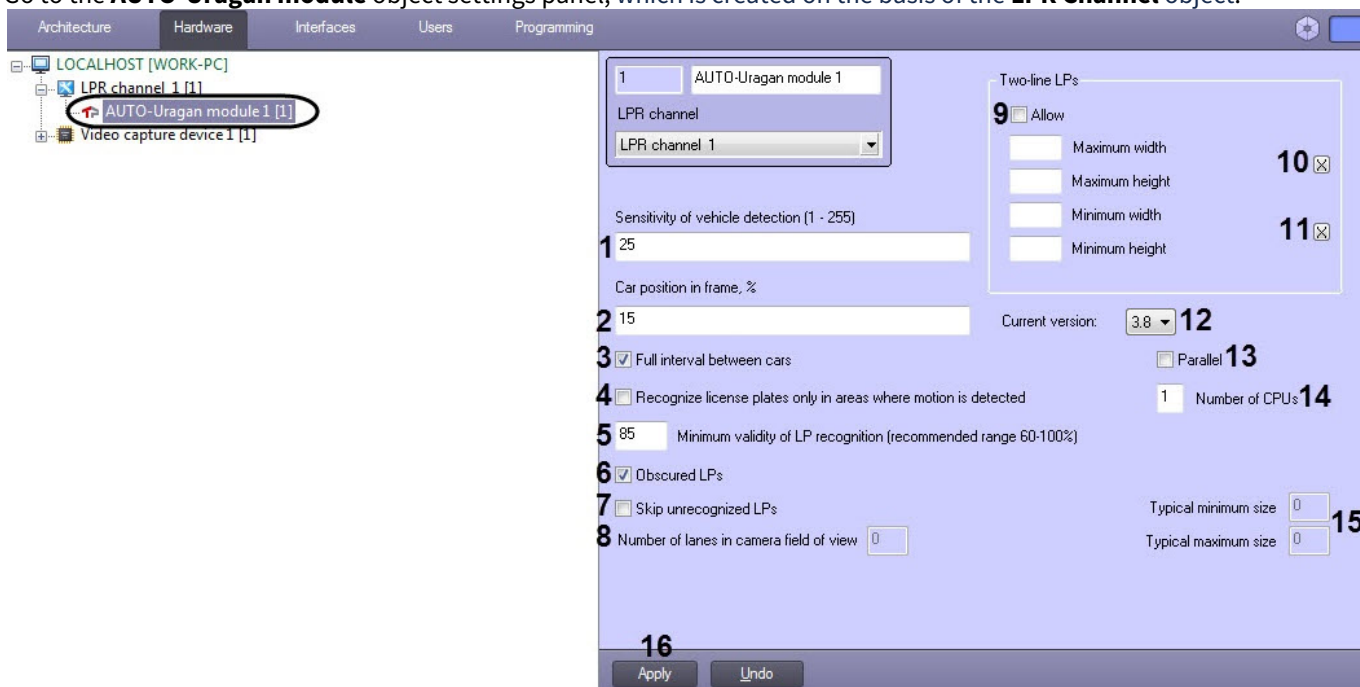 Go to the AUTO-Uragan module object settings panel, which is created on the basis of the LPR Channel object.
Architecture Hardware Interfaces Users Programming
LOCALHOST [WORK-PC]
LPR channel 1 [1]
AUTO-Uragan module 1 [1]
Video capture device 1 [1]
1 AUTO-Uragan module 1
LPR channel
LPR channel 1
Sensitivity of vehicle detection (1 - 255)
1 25
Car position in frame, %
2 15
3 Full interval between cars
4 Recognize license plates only in areas where motion is detected
5 85 Minimum validity of LP recognition (recommended range 60-100%)
6 Obscured LPs
7 Skip unrecognized LPs
8 Number of lanes in camera field of view 0
Two-line LPs
9 Allow
Maximum width
10
Maximum height
Minimum width
11
Minimum height
Current version: 3.8 12
Parallel 13
1 Number of CPUs 14
Typical minimum size 0
15
Typical maximum size 0
16
Apply Undo